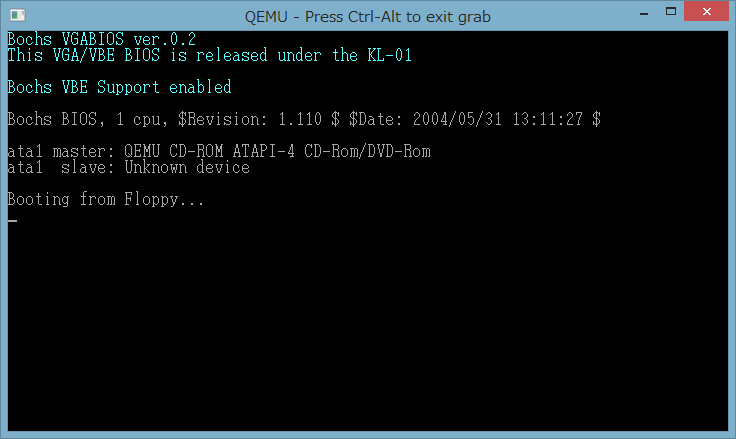 QEMU - Press Ctrl-Alt to exit grab
Bochs VGABIOS ver.0.2
This VGA/VBE BIOS is released under the KL-01
Bochs VBE Support enabled
Bochs BIOS, 1 cpu, $Revision: 1.110 $ $Date: 2004/05/31 13:11:27 $
ata1 master: QEMU CD-ROM ATAPI-4 CD-Rom/DVD-Rom
ata1  slave: Unknown device
Booting from Floppy...